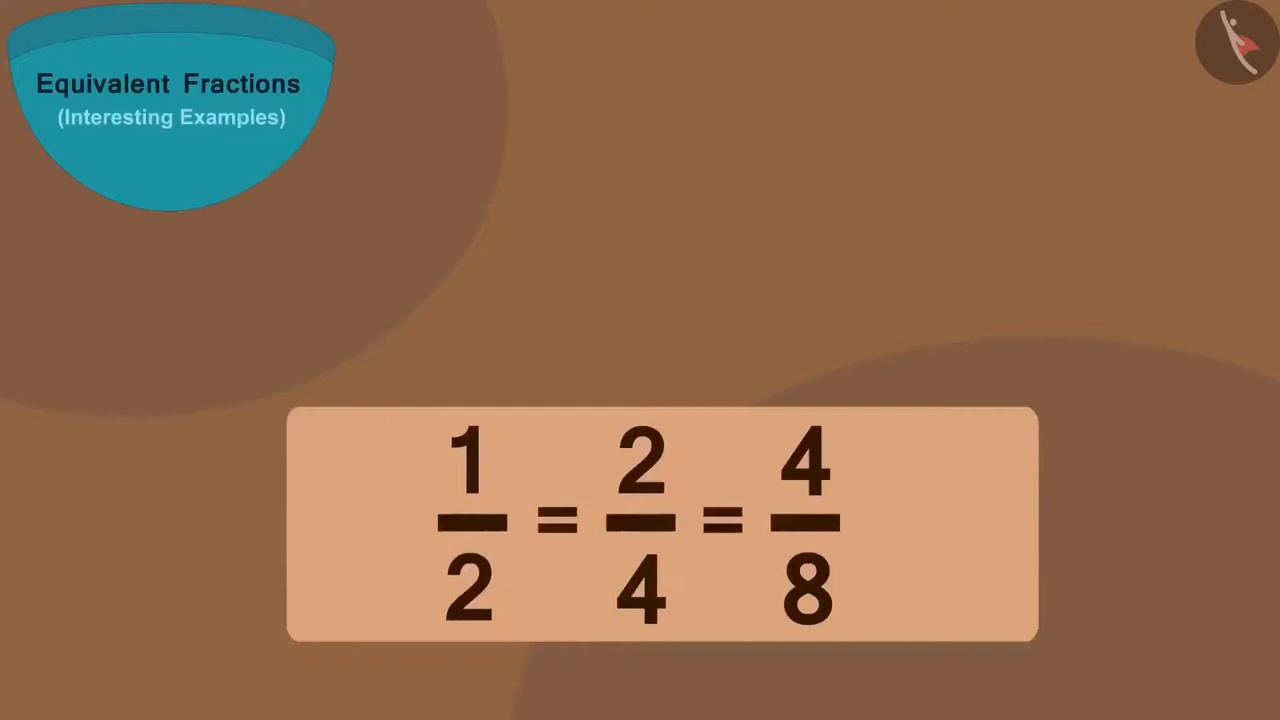 Equivalent Fractions
(Interesting Examples)
1/2 = 2/4 = 4/8